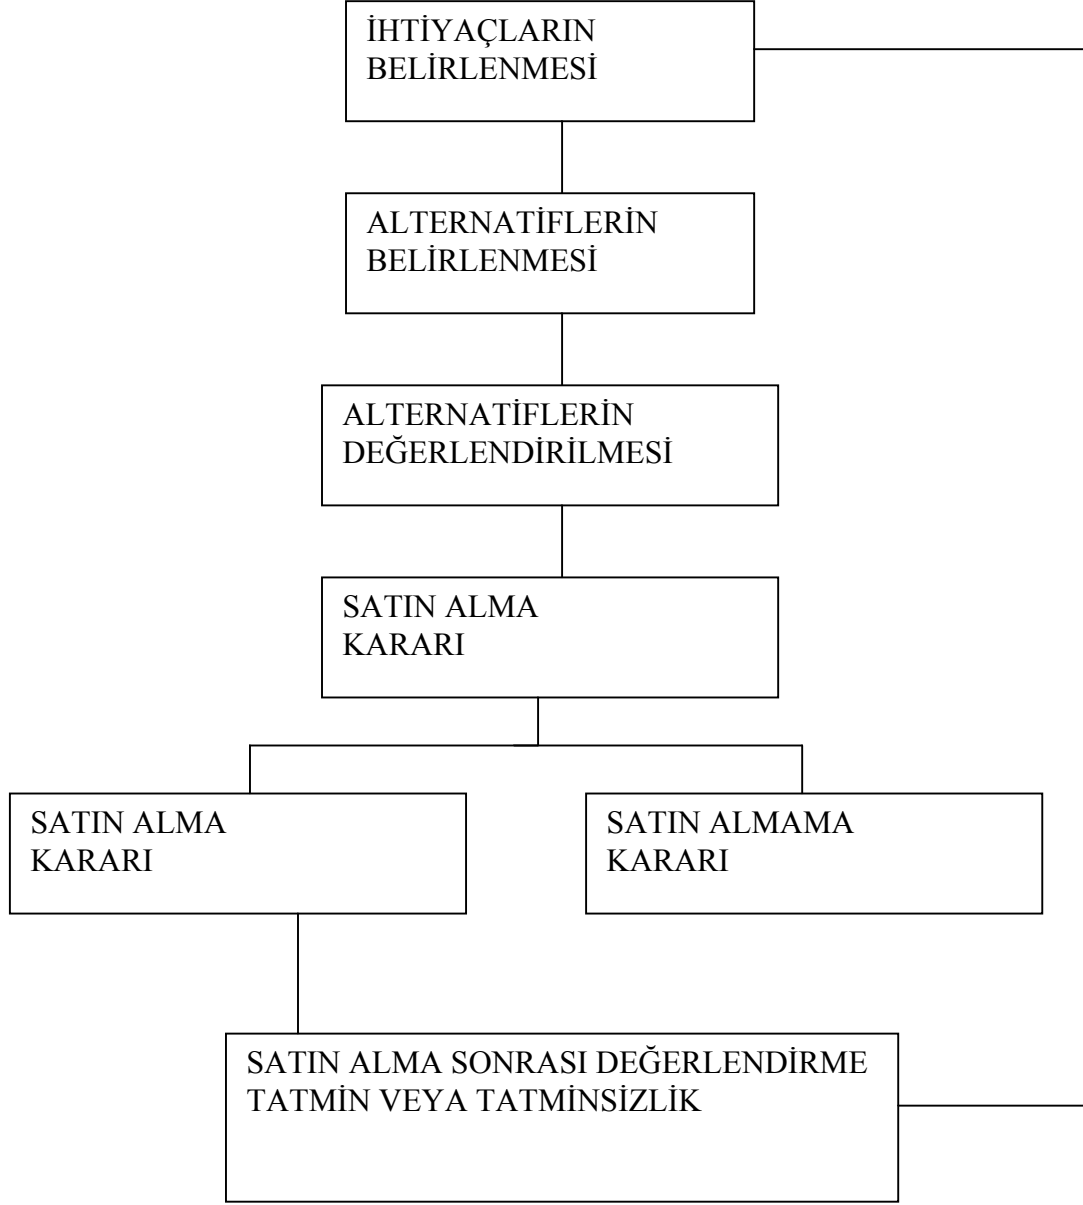 İHTİYAÇLARIN
BELİRLENMESİ
ALTERNATİFLERİN
BELİRLENMESİ
ALTERNATİFLERİN
DEĞERLENDİRİLMESİ
SATIN ALMA
KARARI
SATIN ALMA
KARARI
SATIN ALMAMA
KARARI
SATIN ALMA SONRASI DEĞERLENDİRME
TATMİN VEYA TATMİNSİZLİK